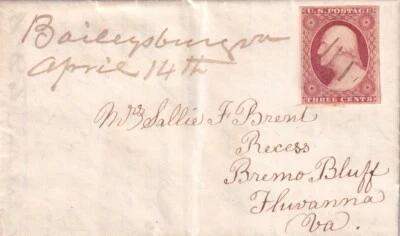 Baileysburg va
April 14th
U.S. POSTAGE
THREE CENTS
Mrs Sallie F Brent
Recess
Bremo Bluff
Fluvanna
Va.